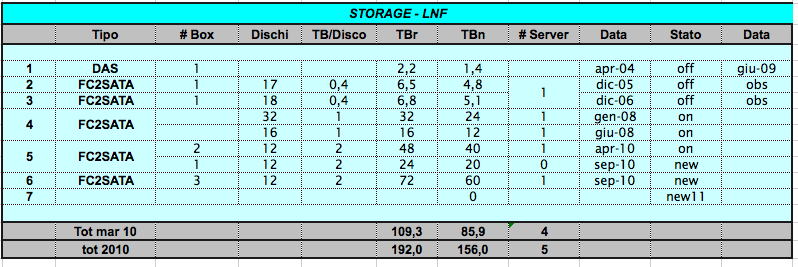 STORAGE - LNF
Tipo # Box Dischi TB/Disco TBr TBn # Server Data Stato Data
1 DAS 1 2,2 1,4 apr-04 off giu-09
2 FC2SATA 1 17 0,4 6,5 4,8 1 dic-05 off obs
3 FC2SATA 1 18 0,4 6,8 5,1 dic-06 off obs
4 FC2SATA 32 1 32 24 1 gen-08 on
16 1 16 12 1 giu-08 on
5 FC2SATA 2 12 2 48 40 1 apr-10 on
1 12 2 24 20 0 sep-10 new
6 FC2SATA 3 12 2 72 60 1 sep-10 new
7 0 new11
Tot mar 10 109,3 85,9 4
tot 2010 192,0 156,0 5